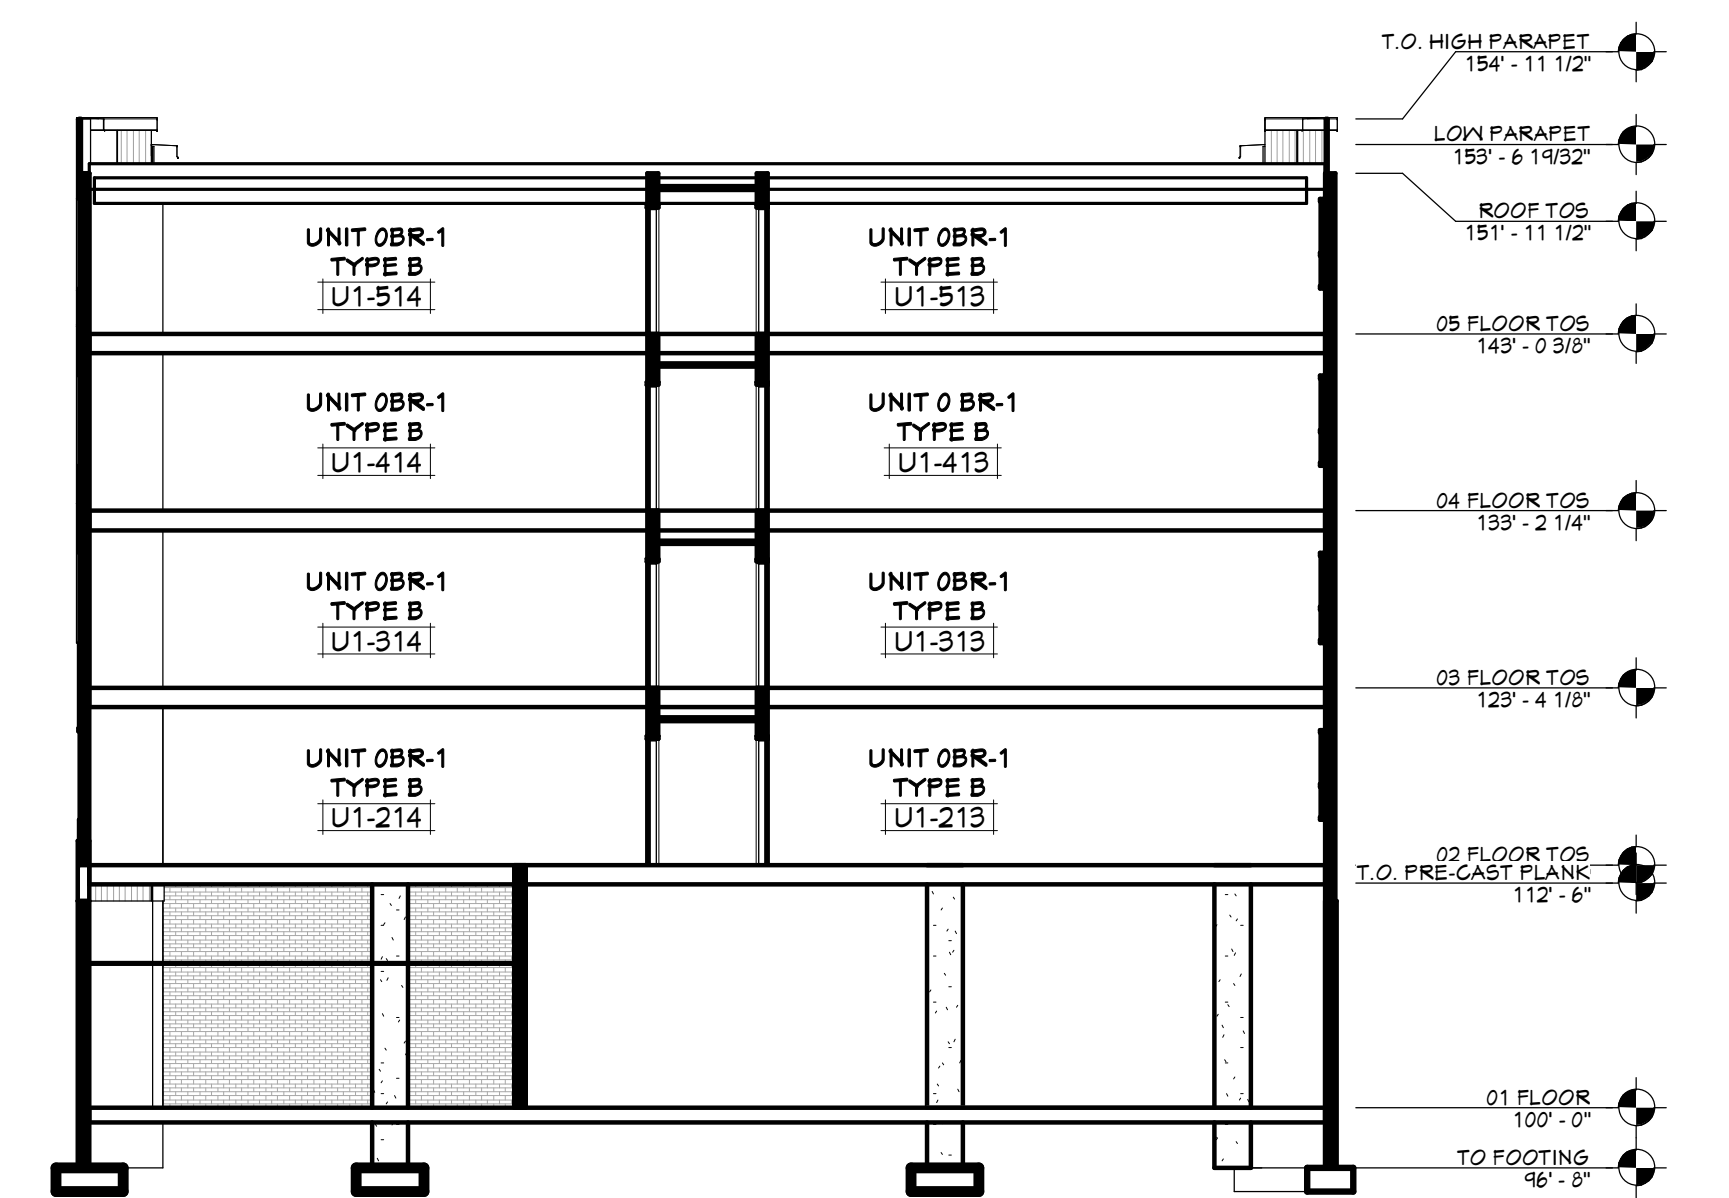 T.O. HIGH PARAPET
154' - 11 1/2"
LOW PARAPET
153' - 6 19/32"
ROOF TOS
151' - 11 1/2"
UNIT 0BR-1
TYPE B
U1-514
UNIT 0BR-1
TYPE B
U1-513
05 FLOOR TOS
143' - 0 3/8"
UNIT 0BR-1
TYPE B
U1-414
UNIT 0 BR-1
TYPE B
U1-413
04 FLOOR TOS
133' - 2 1/4"
UNIT 0BR-1
TYPE B
U1-314
UNIT 0BR-1
TYPE B
U1-313
03 FLOOR TOS
123' - 4 1/8"
UNIT 0BR-1
TYPE B
U1-214
UNIT 0BR-1
TYPE B
U1-213
02 FLOOR TOS
T.O. PRE-CAST PLANK
112' - 6"
01 FLOOR
100' - 0"
TO FOOTING
96' - 8"